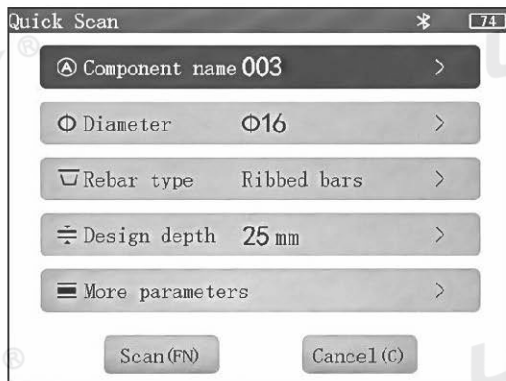 Quick Scan 74
Ⓐ Component name 003 >
Φ Diameter Φ16 >
Rebar type Ribbed bars >
Design depth 25 mm >
More parameters >
Scan(FN) Cancel(C)